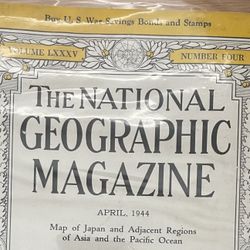 Buy U. S War Savings Bonds and Stamps
VOLUME LXXXV NUMBER FOUR
THE NATIONAL
GEOGRAPHIC
MAGAZINE
APRIL, 1944
Map of Japan and Adjacent Regions
of Asia and the Pacific Ocean